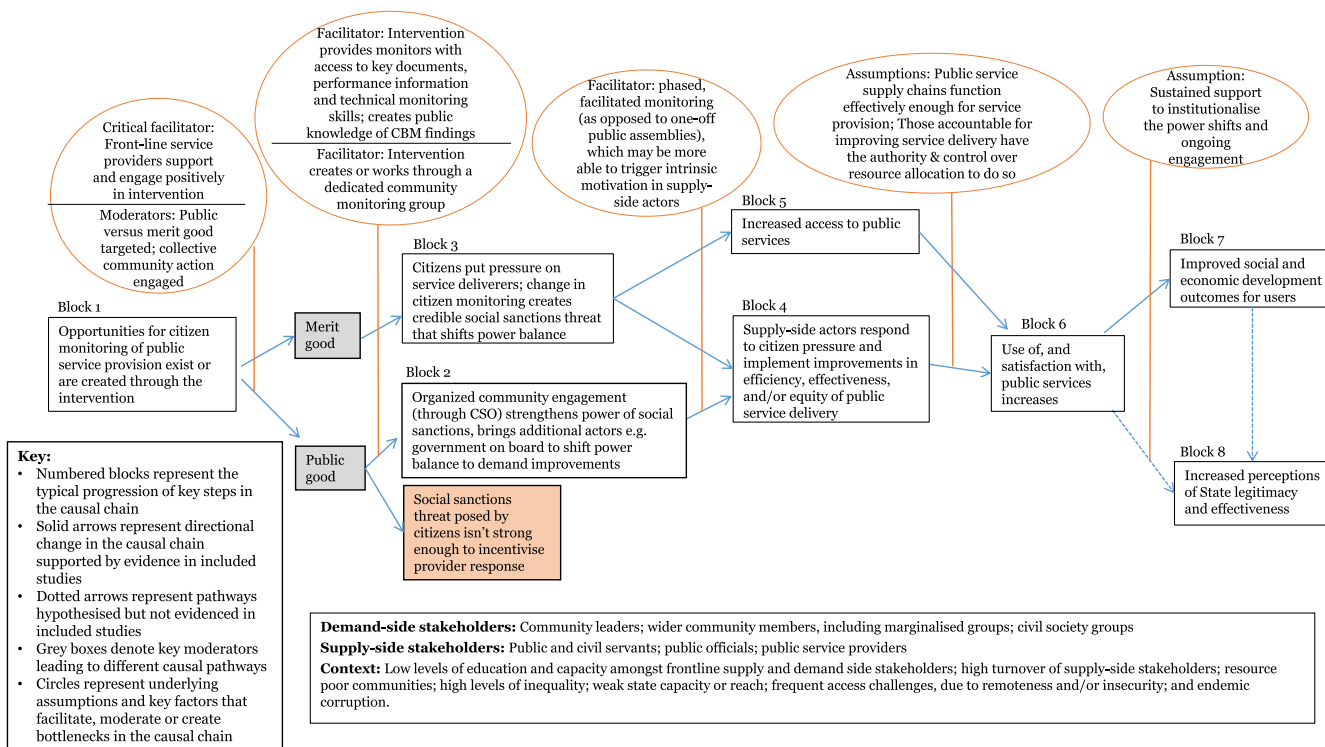 Critical facilitator:
Front-line service
providers support
and engage positively
in intervention
Moderators: Public
versus merit good
targeted; collective
community action
engaged
Facilitator: Intervention
provides monitors with
access to key documents,
performance information
and technical monitoring
skills; creates public
knowledge of CBM findings
Facilitator: Intervention
creates or works through a
dedicated community
monitoring group
Facilitator: phased,
facilitated monitoring
(as opposed to one-off
public assemblies),
which may be more
able to trigger intrinsic
motivation in supply-
side actors
Assumptions: Public service
supply chains function
effectively enough for service
provision; Those accountable for
improving service delivery have
the authority & control over
resource allocation to do so
Assumption:
Sustained support
to institutionalise
the power shifts and
ongoing
engagement
Block 1
Opportunities for citizen
monitoring of public
service provision exist or
are created through the
intervention
Merit
good
Public
good
Block 3
Citizens put pressure on
service deliverers; change in
citizen monitoring creates
credible social sanctions threat
that shifts power balance
Block 2
Organized community engagement
(through CSO) strengthens power of social
sanctions, brings additional actors e.g.
government on board to shift power
balance to demand improvements
Social sanctions
threat posed by
citizens isn't strong
enough to incentivise
provider response
Block 5
Increased access to public
services
Block 4
Supply-side actors respond
to citizen pressure and
implement improvements in
efficiency, effectiveness,
and/or equity of public
service delivery
Block 6
Use of, and
satisfaction with,
public services
increases
Block 7
Improved social and
economic development
outcomes for users
Block 8
Increased perceptions
of State legitimacy
and effectiveness
Key:
• Numbered blocks represent the
typical progression of key steps in
the causal chain
• Solid arrows represent directional
change in the causal chain
supported by evidence in included
studies
• Dotted arrows represent pathways
hypothesised but not evidenced in
included studies
• Grey boxes denote key moderators
leading to different causal pathways
• Circles represent underlying
assumptions and key factors that
facilitate, moderate or create
bottlenecks in the causal chain
Demand-side stakeholders: Community leaders; wider community members, including marginalised groups; civil society groups
Supply-side stakeholders: Public and civil servants; public officials; public service providers
Context: Low levels of education and capacity amongst frontline supply and demand side stakeholders; high turnover of supply-side stakeholders; resource
poor communities; high levels of inequality; weak state capacity or reach; frequent access challenges, due to remoteness and/or insecurity; and endemic
corruption.